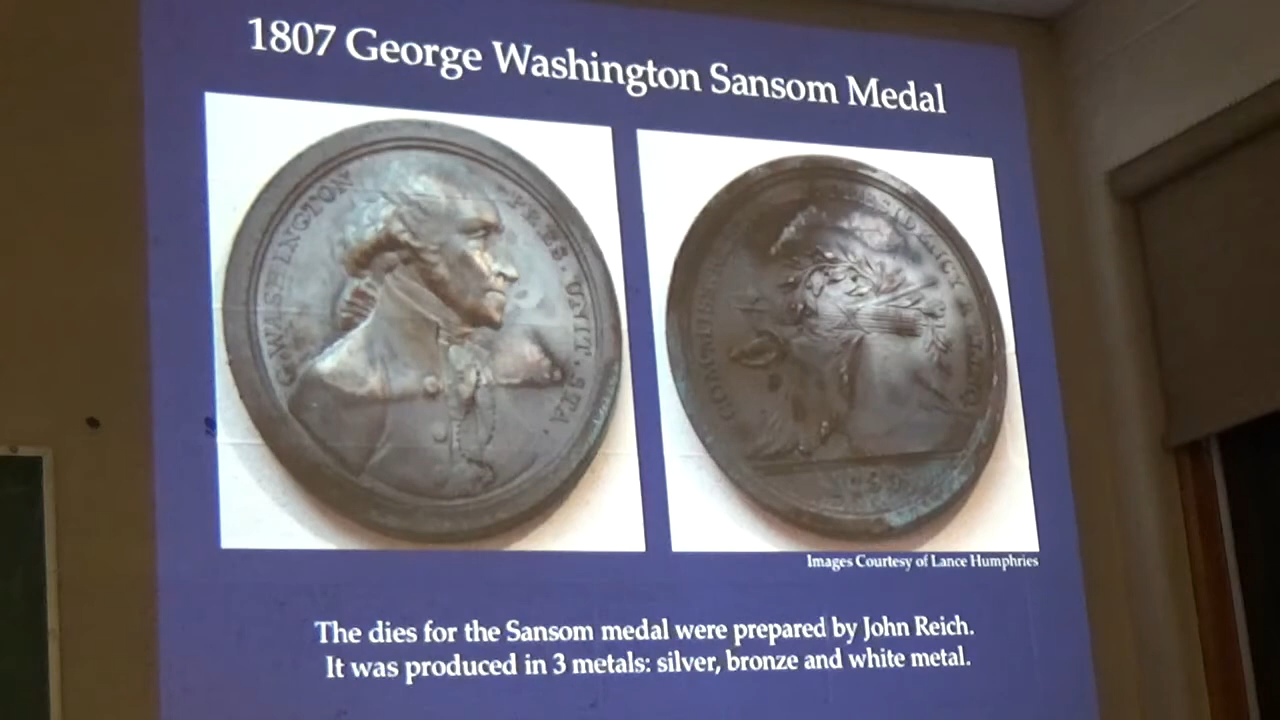 1807 George Washington Sansom Medal
G. WASHINGTON PRES. UNIT. STA.
Images Courtesy of Lance Humphries
The dies for the Sansom medal were prepared by John Reich.
It was produced in 3 metals: silver, bronze and white metal.